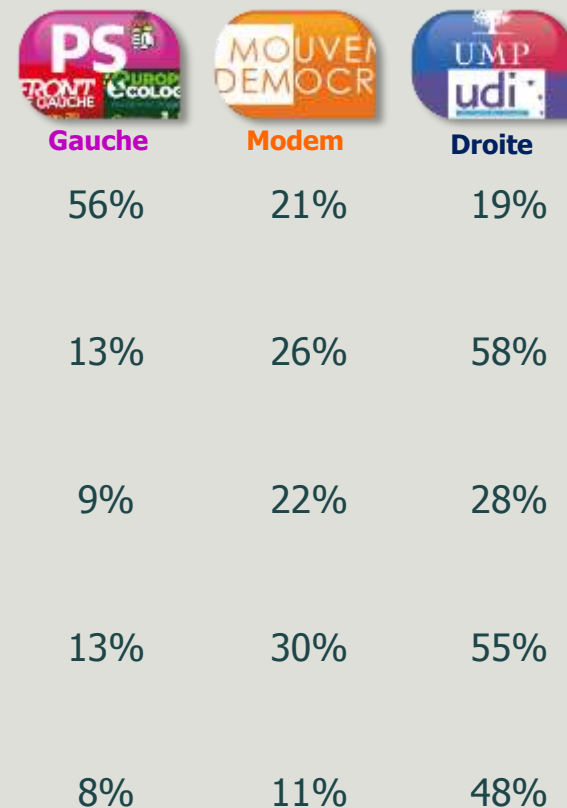 PS
FRONT GAUCHE
MOUVEM
DEMOCR
UMP
udi
Gauche Modem Droite
56% 21% 19%
13% 26% 58%
9% 22% 28%
13% 30% 55%
8% 11% 48%